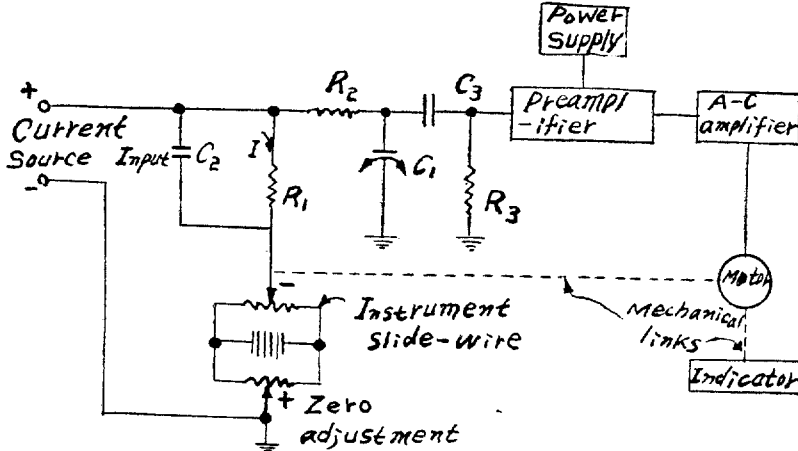 Power
Supply
+
Current
Source
-
Input
C2
I
R1
R2
C1
C3
R3
Preampl
-ifier
A-C
amplifier
Motor
Mechanical
links
Indicator
-
Instrument
slide-wire
+
Zero
adjustment